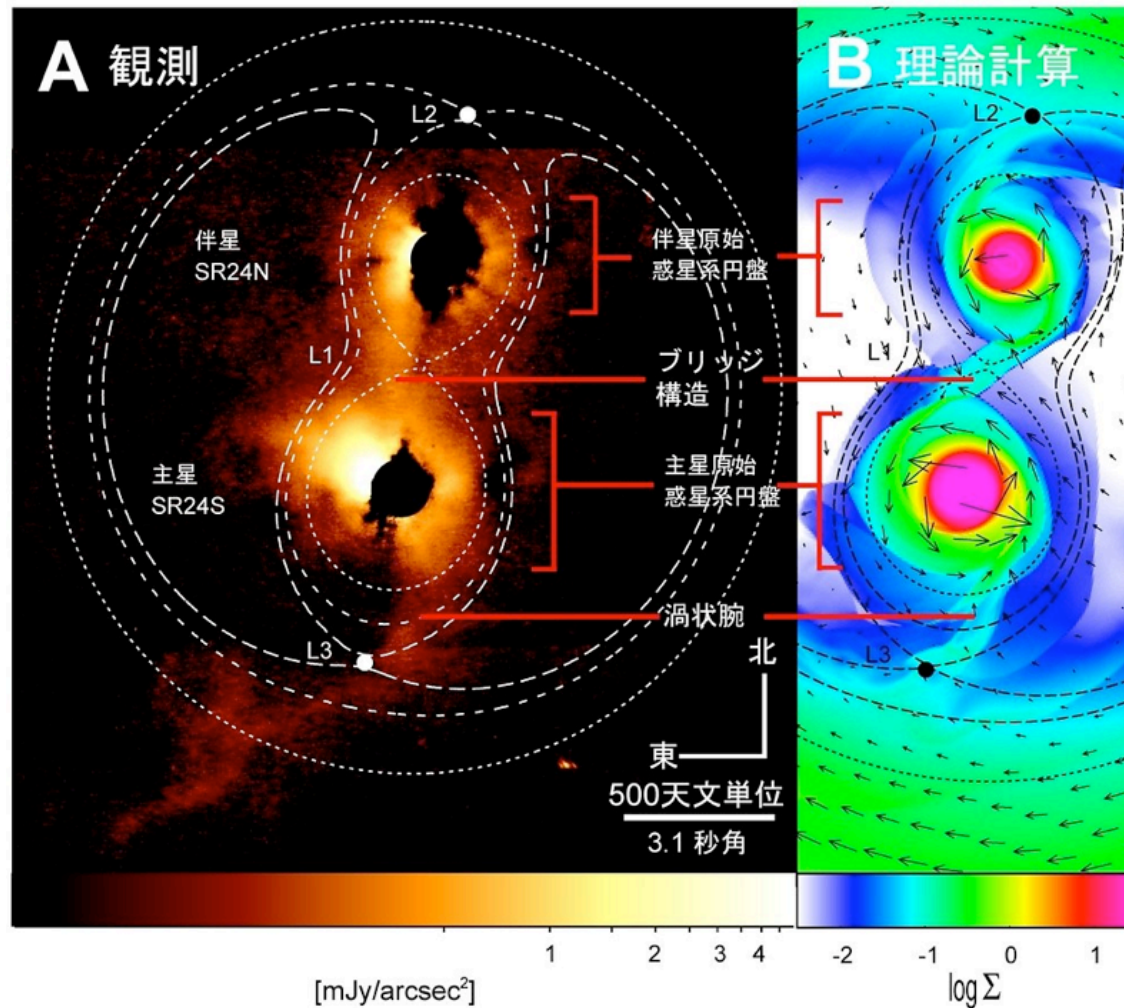 A 観測
B 理論計算
L2
L2
伴星
SR24N
伴星原始
惑星系円盤
L1
L1
ブリッジ
構造
主星
SR24S
主星原始
惑星系円盤
渦状腕
L3
L3
北
東
500天文単位
3.1 秒角
1 2 3 4
-2 -1 0 1
[mJy/arcsec²]
log Σ